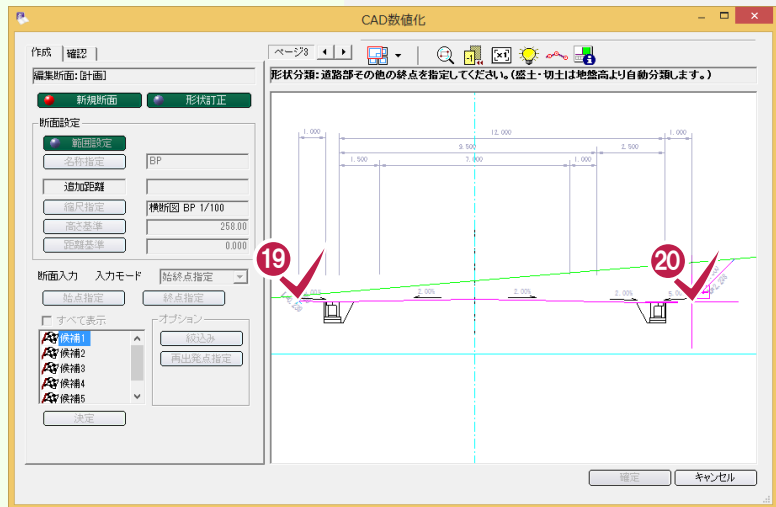 CAD数値化
作成 確認
編集断面：[計画]
新規断面 形状訂正
断面設定
範囲設定
名称指定 BP
追加距離
縮尺指定 横断図 BP 1/100
高さ基準 258.00
距離基準 0.000
断面入力 入力モード 始終点指定
始点指定 終点指定
すべて表示
候補1
候補2
候補3
候補4
候補5
決定
オプション
絞込み
再出発点指定
ページ3
形状分類：道路部その他の終点を指定してください。(盛土・切土は地盤高より自動分類します。)
1.000 12.000 1.000
9.500 2.500
1.500 7.000 1.000
19 20
2.00% 2.00% 2.00%
確定 キャンセル